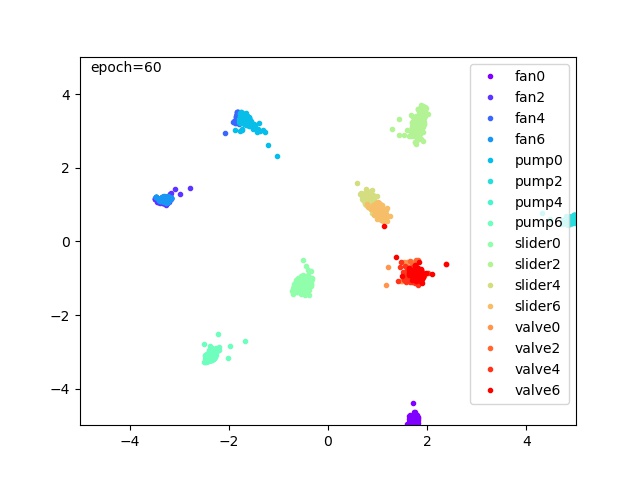 epoch=60
fan0
fan2
fan4
fan6
pump0
pump2
pump4
pump6
slider0
slider2
slider4
slider6
valve0
valve2
valve4
valve6
4
2
0
−2
−4
−4
−2
0
2
4